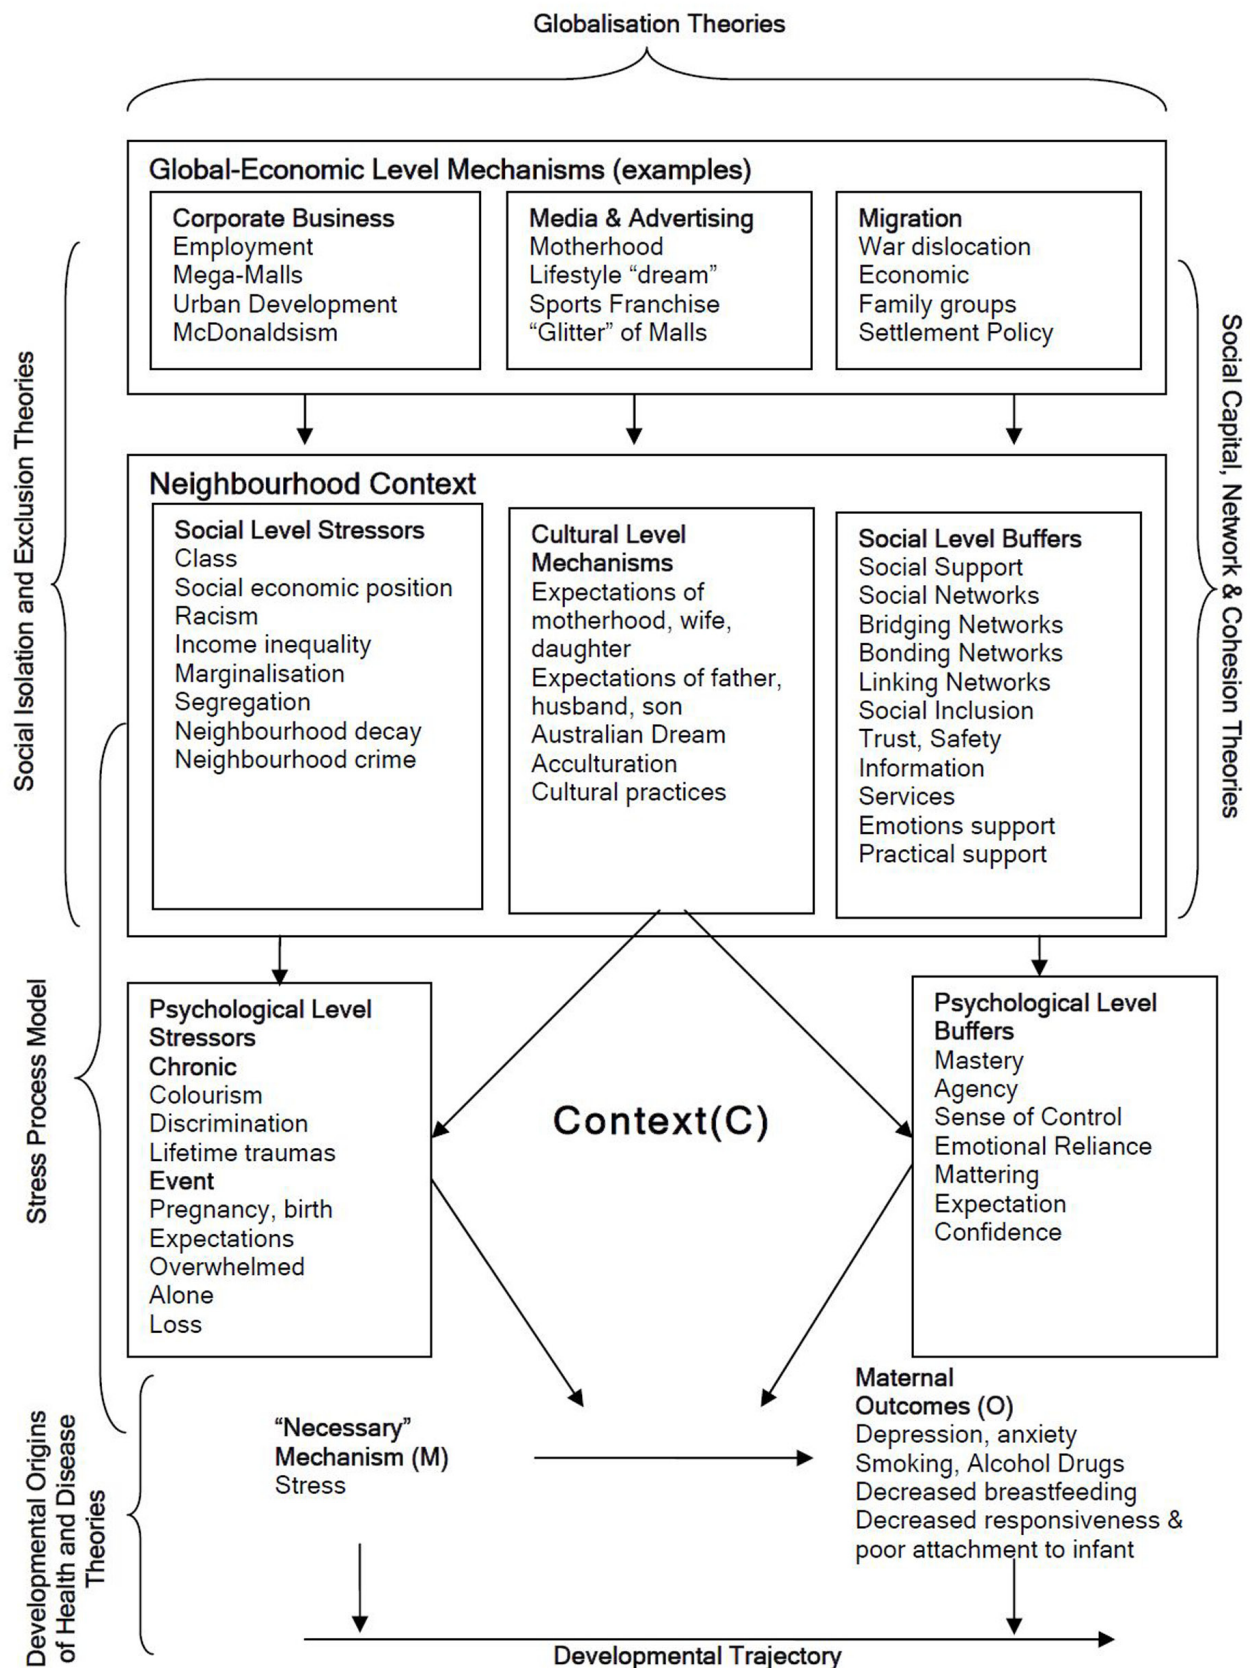 Globalisation Theories
Global-Economic Level Mechanisms (examples)
Corporate Business
Employment
Mega-Malls
Urban Development
McDonaldsism
Media & Advertising
Motherhood
Lifestyle “dream”
Sports Franchise
“Glitter” of Malls
Migration
War dislocation
Economic
Family groups
Settlement Policy
Social Isolation and Exclusion Theories
Social Capital, Network & Cohesion Theories
Neighbourhood Context
Social Level Stressors
Class
Social economic position
Racism
Income inequality
Marginalisation
Segregation
Neighbourhood decay
Neighbourhood crime
Cultural Level
Mechanisms
Expectations of
motherhood, wife,
daughter
Expectations of father,
husband, son
Australian Dream
Acculturation
Cultural practices
Social Level Buffers
Social Support
Social Networks
Bridging Networks
Bonding Networks
Linking Networks
Social Inclusion
Trust, Safety
Information
Services
Emotions support
Practical support
Stress Process Model
Psychological Level
Stressors
Chronic
Colourism
Discrimination
Lifetime traumas
Event
Pregnancy, birth
Expectations
Overwhelmed
Alone
Loss
Context(C)
Psychological Level
Buffers
Mastery
Agency
Sense of Control
Emotional Reliance
Mattering
Expectation
Confidence
Developmental Origins
of Health and Disease
Theories
“Necessary”
Mechanism (M)
Stress
Maternal
Outcomes (O)
Depression, anxiety
Smoking, Alcohol Drugs
Decreased breastfeeding
Decreased responsiveness &
poor attachment to infant
Developmental Trajectory